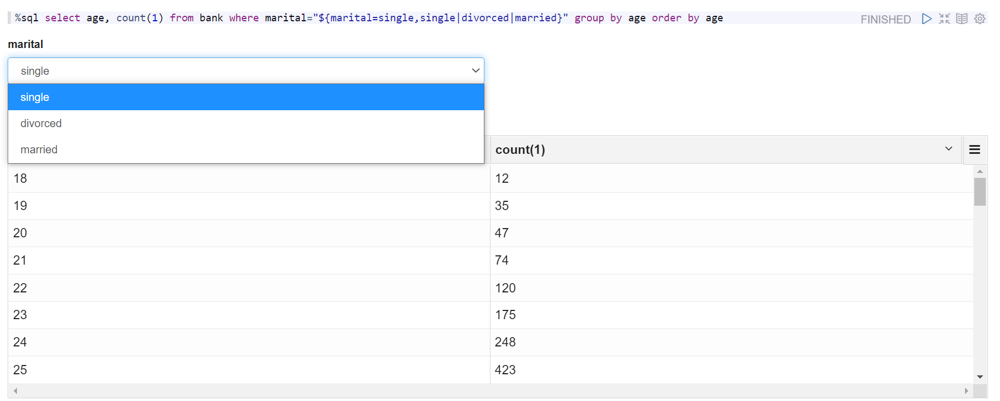 %sql select age, count(1) from bank where marital="${marital=single,single|divorced|married}" group by age order by age
FINISHED
marital
single
single
divorced
married
count(1)
18 12
19 35
20 47
21 74
22 120
23 175
24 248
25 423